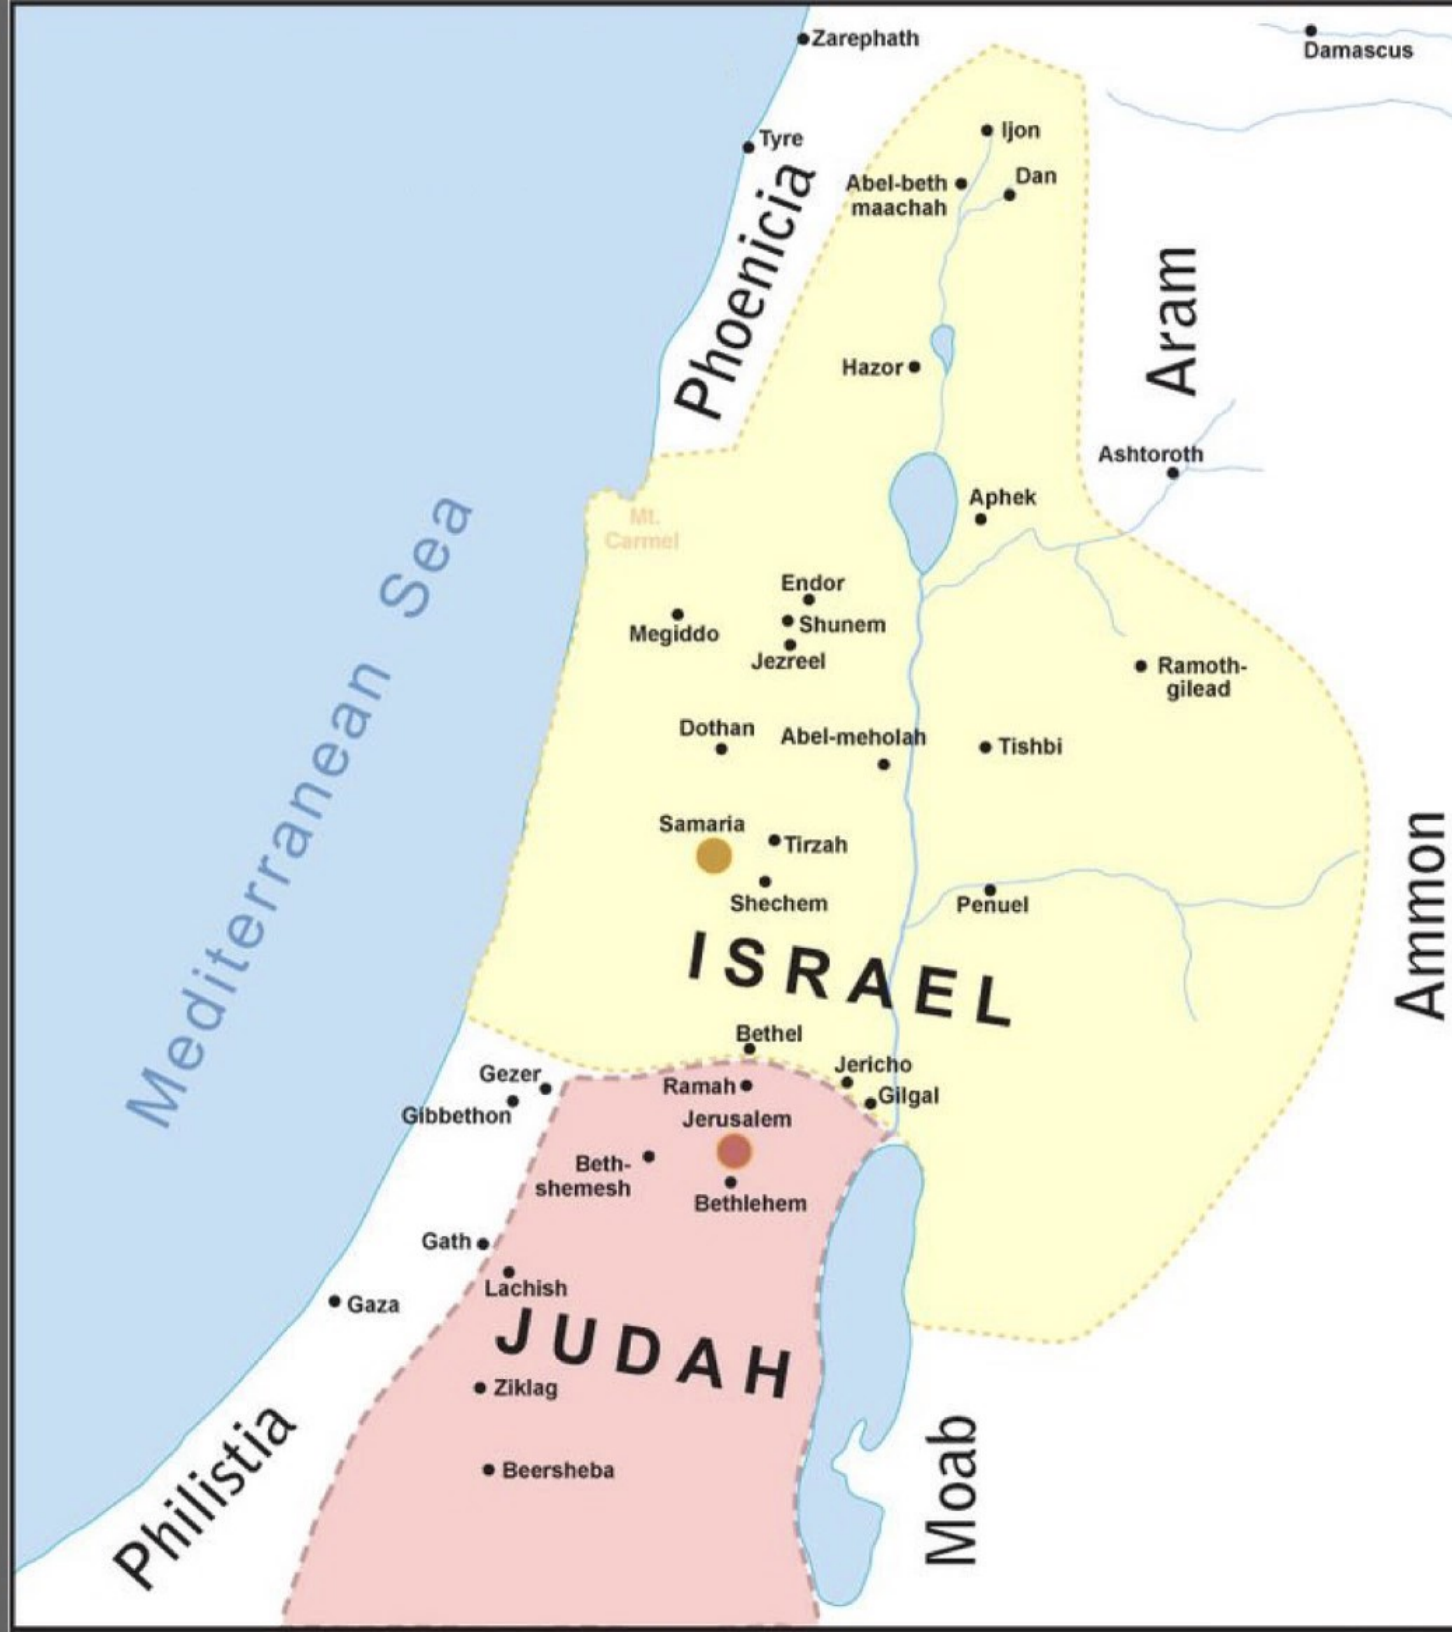 Zarephath
Damascus
Tyre
Ijon
Dan
Abel-beth
maachah
Phoenicia
Aram
Hazor
Ashtoroth
Aphek
Mt.
Carmel
Mediterranean Sea
Endor
Shunem
Megiddo
Jezreel
Ramoth-
gilead
Dothan
Abel-meholah
Tishbi
Samaria
Tirzah
Shechem
Penuel
Ammon
ISRAEL
Bethel
Jericho
Gezer
Ramah
Gilgal
Gibbethon
Jerusalem
Beth-
shemesh
Bethlehem
Gath
Lachish
Gaza
JUDAH
Ziklag
Philistia
Beersheba
Moab